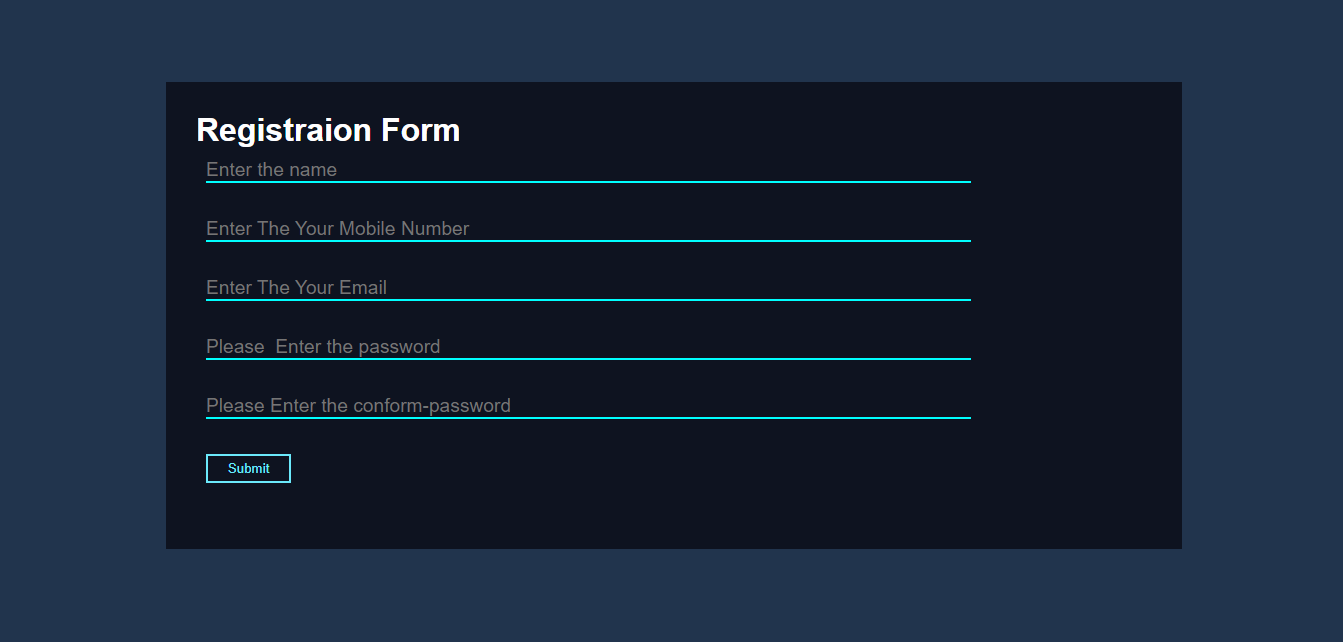 Registraion Form
Enter the name
Enter The Your Mobile Number
Enter The Your Email
Please  Enter the password
Please Enter the conform-password
Submit